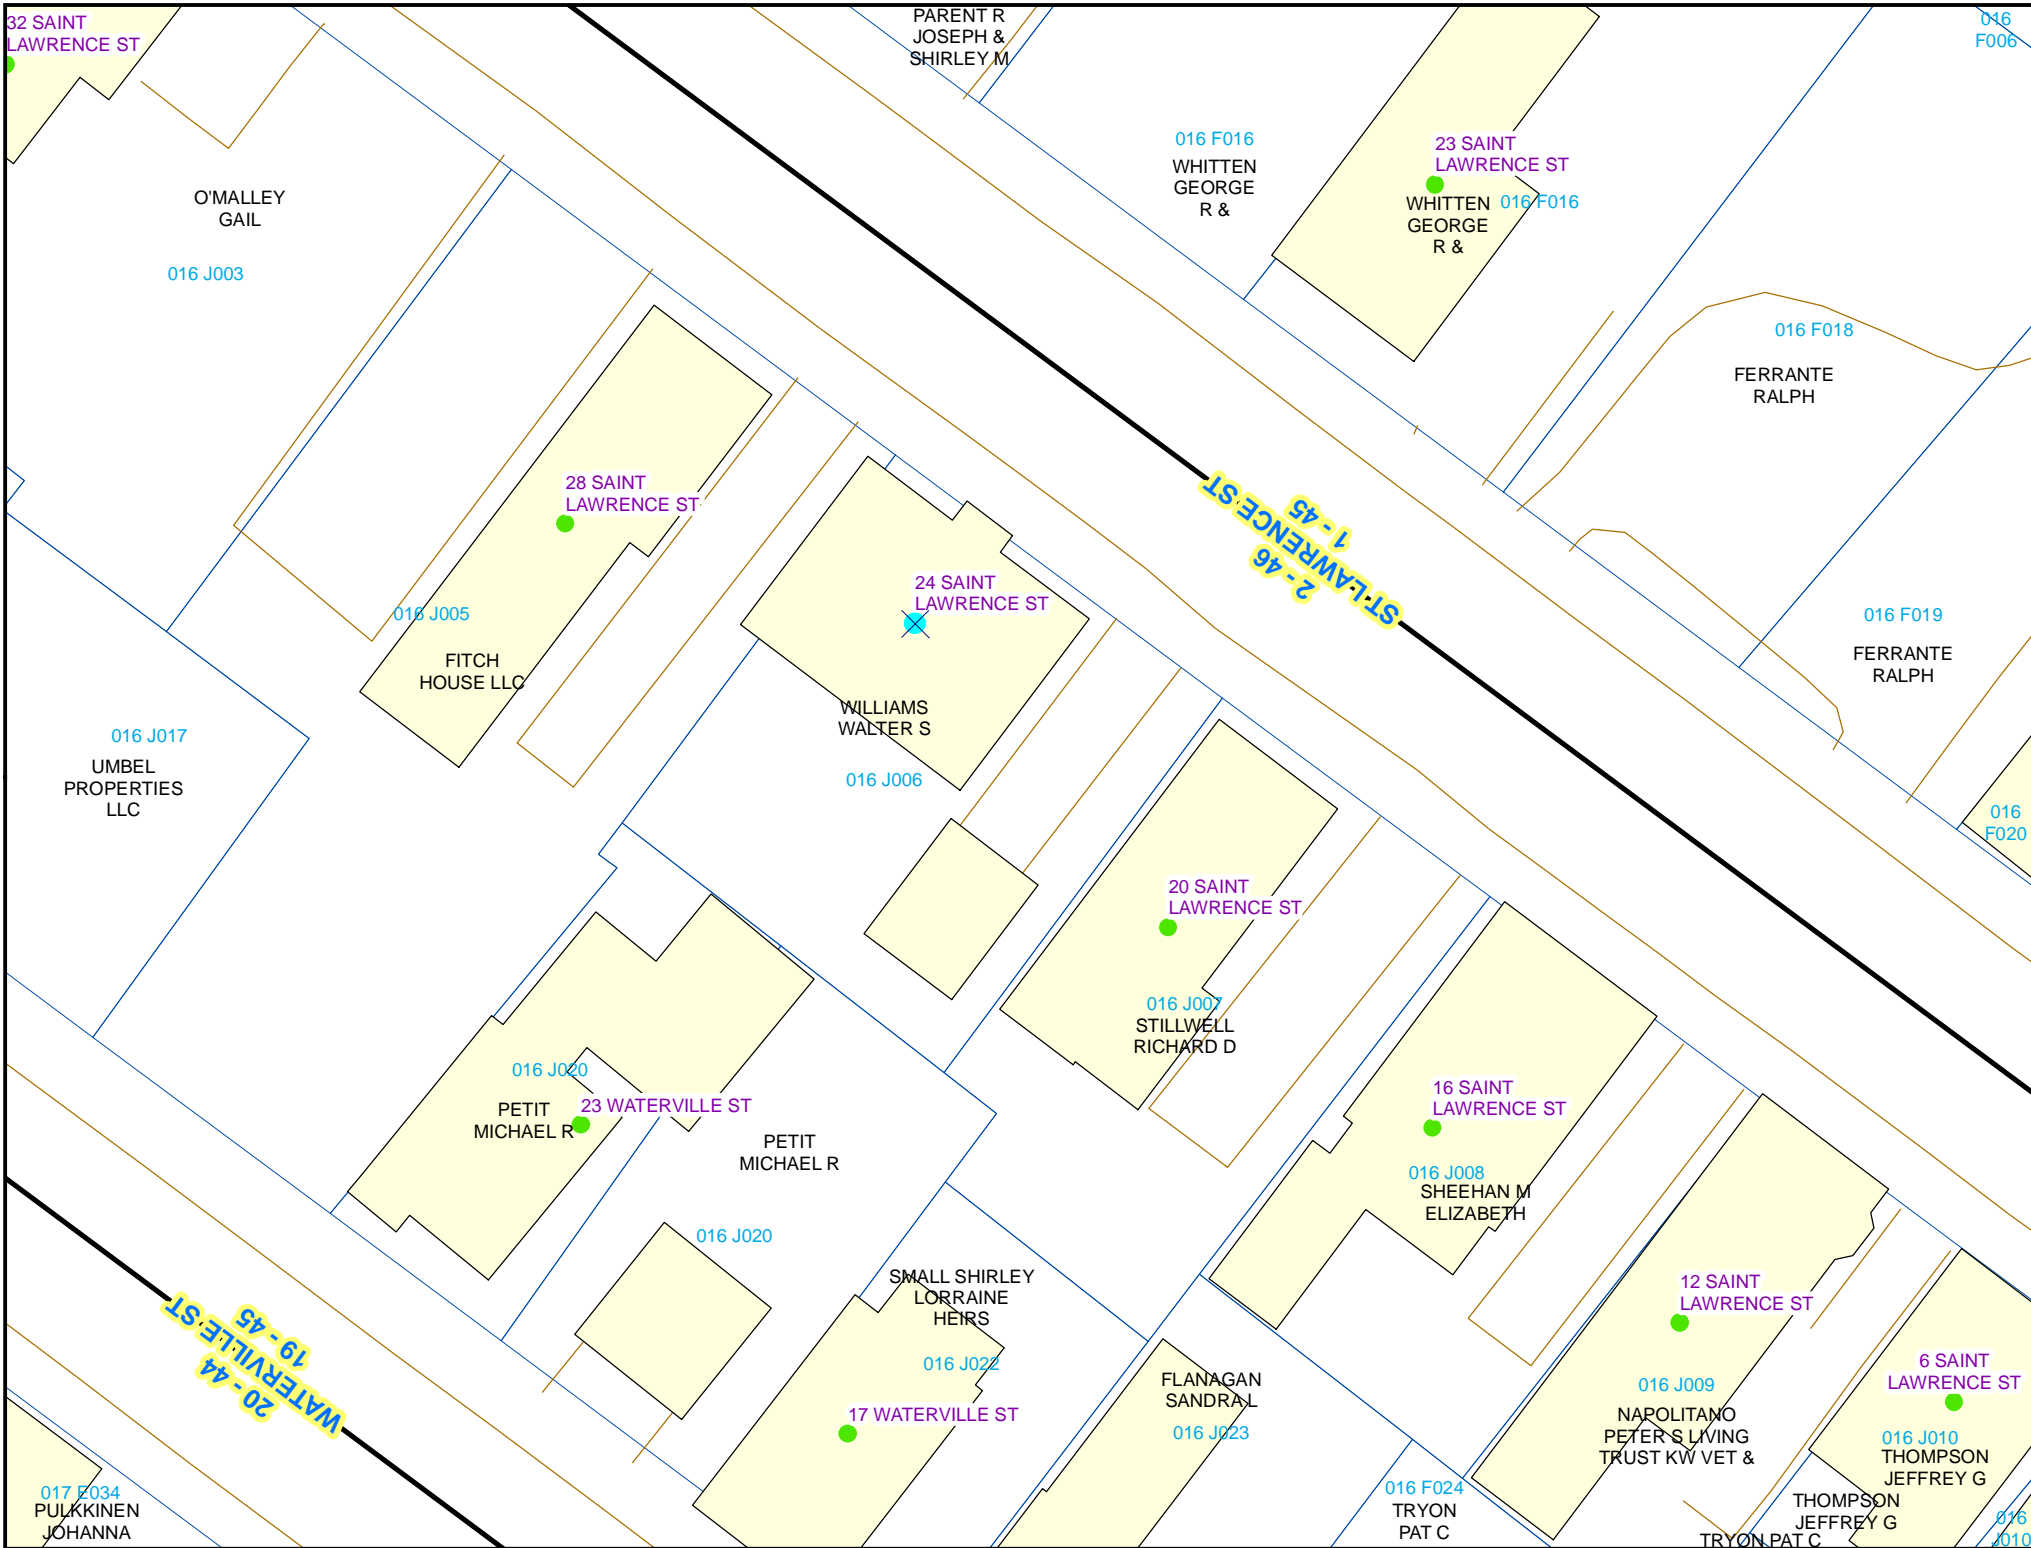 32 SAINT
LAWRENCE ST
PARENT R
JOSEPH &
SHIRLEY M
016
F006
016 F016
WHITTEN
GEORGE
R &
23 SAINT
LAWRENCE ST
WHITTEN
GEORGE
R &
016 F016
O'MALLEY
GAIL
016 J003
016 F018
FERRANTE
RALPH
28 SAINT
LAWRENCE ST
016 J005
FITCH
HOUSE LLC
24 SAINT
LAWRENCE ST
WILLIAMS
WALTER S
016 J006
1 - 45
ST LAWRENCE ST
2 - 46
016 F019
FERRANTE
RALPH
016 J017
UMBEL
PROPERTIES
LLC
016
F020
20 SAINT
LAWRENCE ST
016 J007
STILLWELL
RICHARD D
016 J020
PETIT
MICHAEL R
23 WATERVILLE ST
PETIT
MICHAEL R
016 J020
16 SAINT
LAWRENCE ST
016 J008
SHEEHAN M
ELIZABETH
SMALL SHIRLEY
LORRAINE
HEIRS
016 J022
17 WATERVILLE ST
19 - 45
WATERVILLE ST
20 - 44
12 SAINT
LAWRENCE ST
016 J009
NAPOLITANO
PETER S LIVING
TRUST KW VET &
6 SAINT
LAWRENCE ST
016 J010
THOMPSON
JEFFREY G
FLANAGAN
SANDRA L
016 J023
016 F024
TRYON
PAT C
THOMPSON
JEFFREY G
TRYON PAT C
016
J010
017 E034
PULKKINEN
JOHANNA